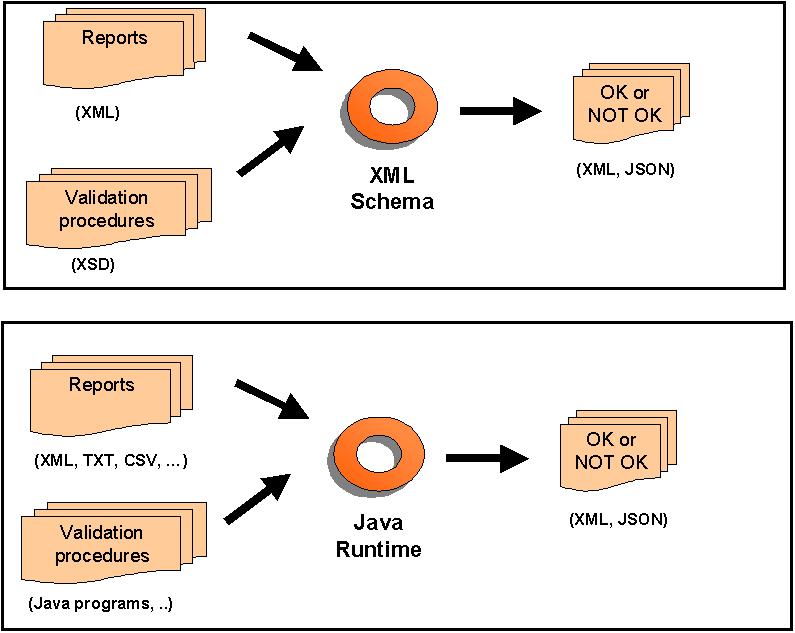 Reports
(XML)
Validation
procedures
(XSD)
XML
Schema
OK or
NOT OK
(XML, JSON)
Reports
(XML, TXT, CSV, ...)
Validation
procedures
(Java programs, ..)
Java
Runtime
OK or
NOT OK
(XML, JSON)